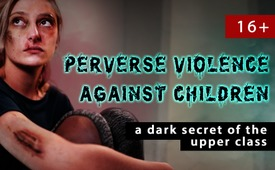 16+
PERVERSE VIOLENCE
AGAINST CHILDREN
a dark secret of the
upper class